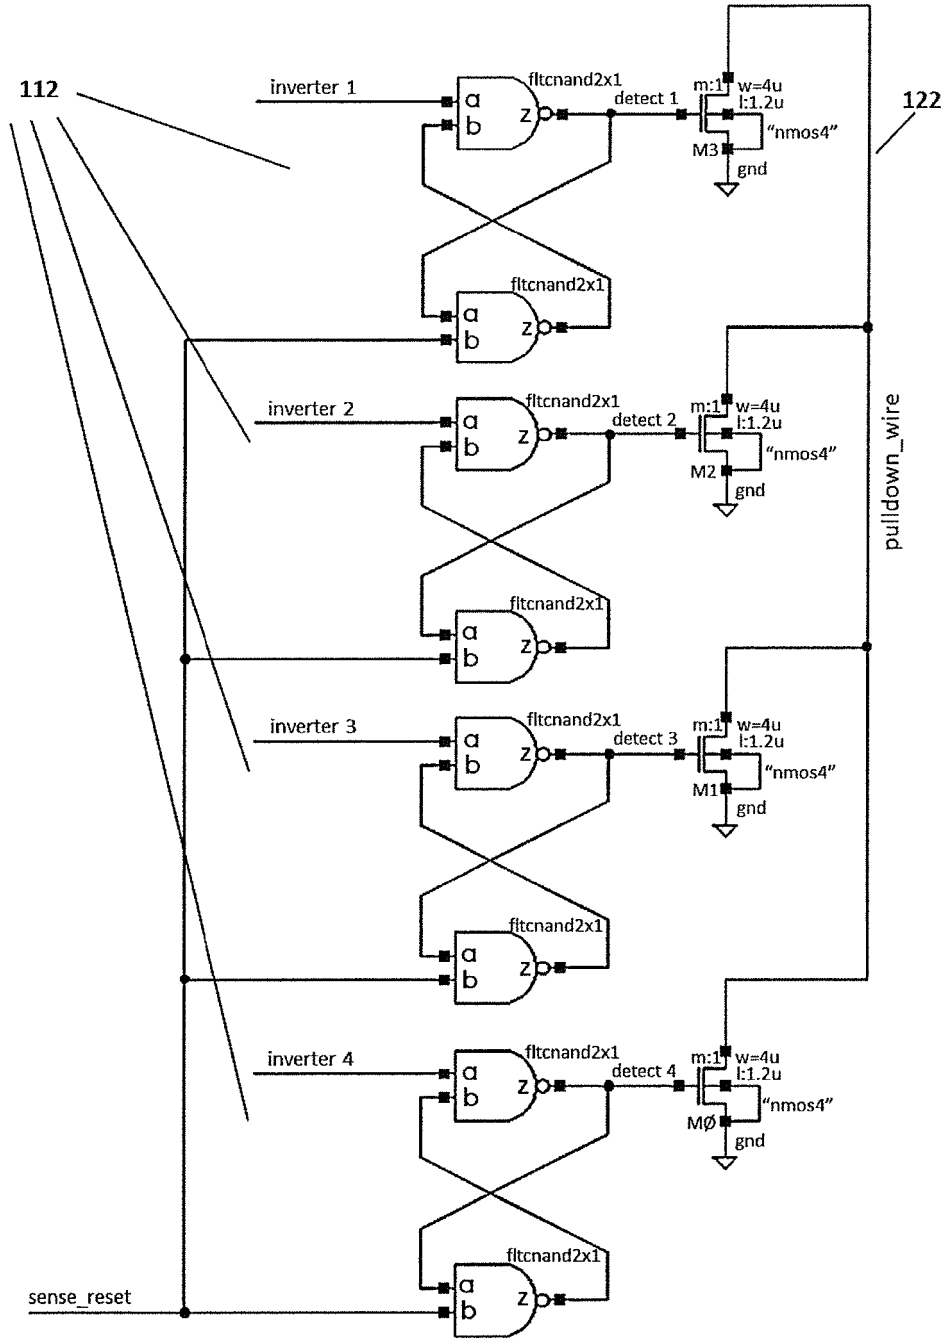 112
inverter 1
a
b
z
fltcnand2x1
detect 1
m:1
w=4u
l:1.2u
"nmos4"
M3
gnd
122
fltcnand2x1
a
b
z
inverter 2
a
b
z
fltcnand2x1
detect 2
m:1
w=4u
l:1.2u
"nmos4"
M2
gnd
pulldown_wire
fltcnand2x1
a
b
z
inverter 3
a
b
z
fltcnand2x1
detect 3
m:1
w=4u
l:1.2u
"nmos4"
M1
gnd
fltcnand2x1
a
b
z
inverter 4
a
b
z
fltcnand2x1
detect 4
m:1
w=4u
l:1.2u
"nmos4"
MØ
gnd
fltcnand2x1
a
b
z
sense_reset